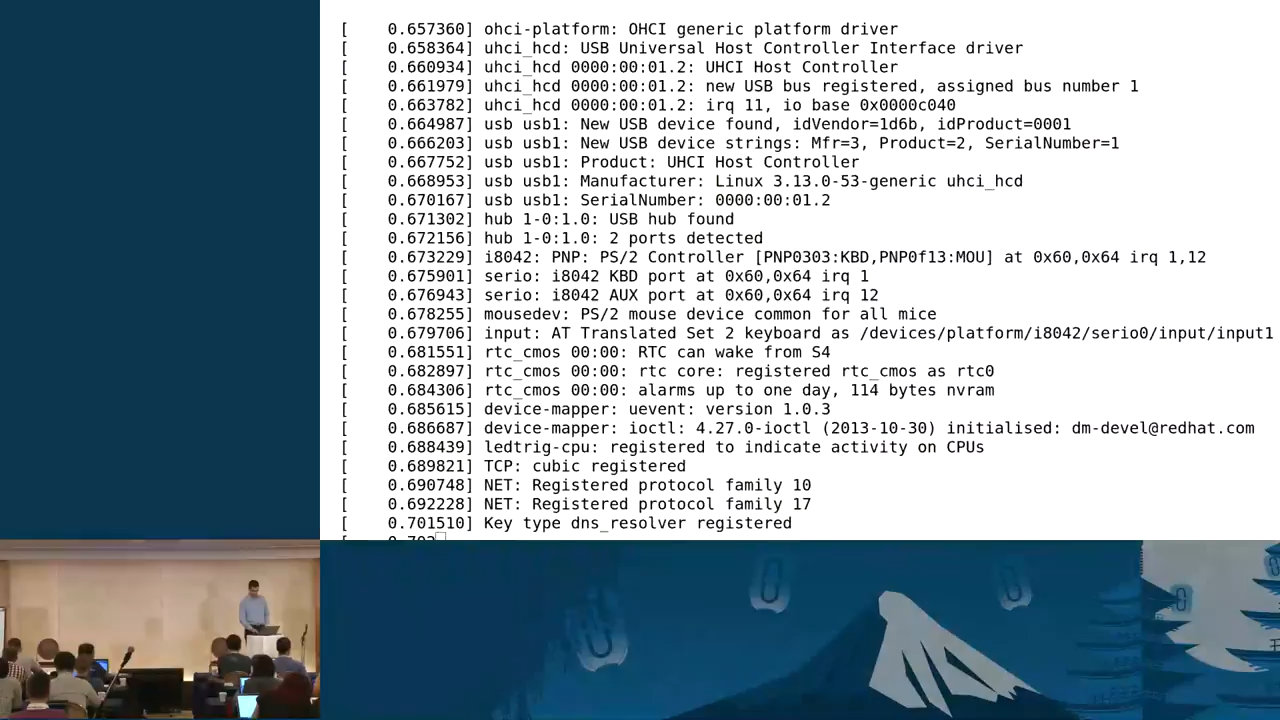 [    0.657360] ohci-platform: OHCI generic platform driver
[    0.658364] uhci_hcd: USB Universal Host Controller Interface driver
[    0.660934] uhci_hcd 0000:00:01.2: UHCI Host Controller
[    0.661979] uhci_hcd 0000:00:01.2: new USB bus registered, assigned bus number 1
[    0.663782] uhci_hcd 0000:00:01.2: irq 11, io base 0x0000c040
[    0.664987] usb usb1: New USB device found, idVendor=1d6b, idProduct=0001
[    0.666203] usb usb1: New USB device strings: Mfr=3, Product=2, SerialNumber=1
[    0.667752] usb usb1: Product: UHCI Host Controller
[    0.668953] usb usb1: Manufacturer: Linux 3.13.0-53-generic uhci_hcd
[    0.670167] usb usb1: SerialNumber: 0000:00:01.2
[    0.671302] hub 1-0:1.0: USB hub found
[    0.672156] hub 1-0:1.0: 2 ports detected
[    0.673229] i8042: PNP: PS/2 Controller [PNP0303:KBD,PNP0f13:MOU] at 0x60,0x64 irq 1,12
[    0.675901] serio: i8042 KBD port at 0x60,0x64 irq 1
[    0.676943] serio: i8042 AUX port at 0x60,0x64 irq 12
[    0.678255] mousedev: PS/2 mouse device common for all mice
[    0.679706] input: AT Translated Set 2 keyboard as /devices/platform/i8042/serio0/input/input1
[    0.681551] rtc_cmos 00:00: RTC can wake from S4
[    0.682897] rtc_cmos 00:00: rtc core: registered rtc_cmos as rtc0
[    0.684306] rtc_cmos 00:00: alarms up to one day, 114 bytes nvram
[    0.685615] device-mapper: uevent: version 1.0.3
[    0.686687] device-mapper: ioctl: 4.27.0-ioctl (2013-10-30) initialised: dm-devel@redhat.com
[    0.688439] ledtrig-cpu: registered to indicate activity on CPUs
[    0.689821] TCP: cubic registered
[    0.690748] NET: Registered protocol family 10
[    0.692228] NET: Registered protocol family 17
[    0.701510] Key type dns_resolver registered